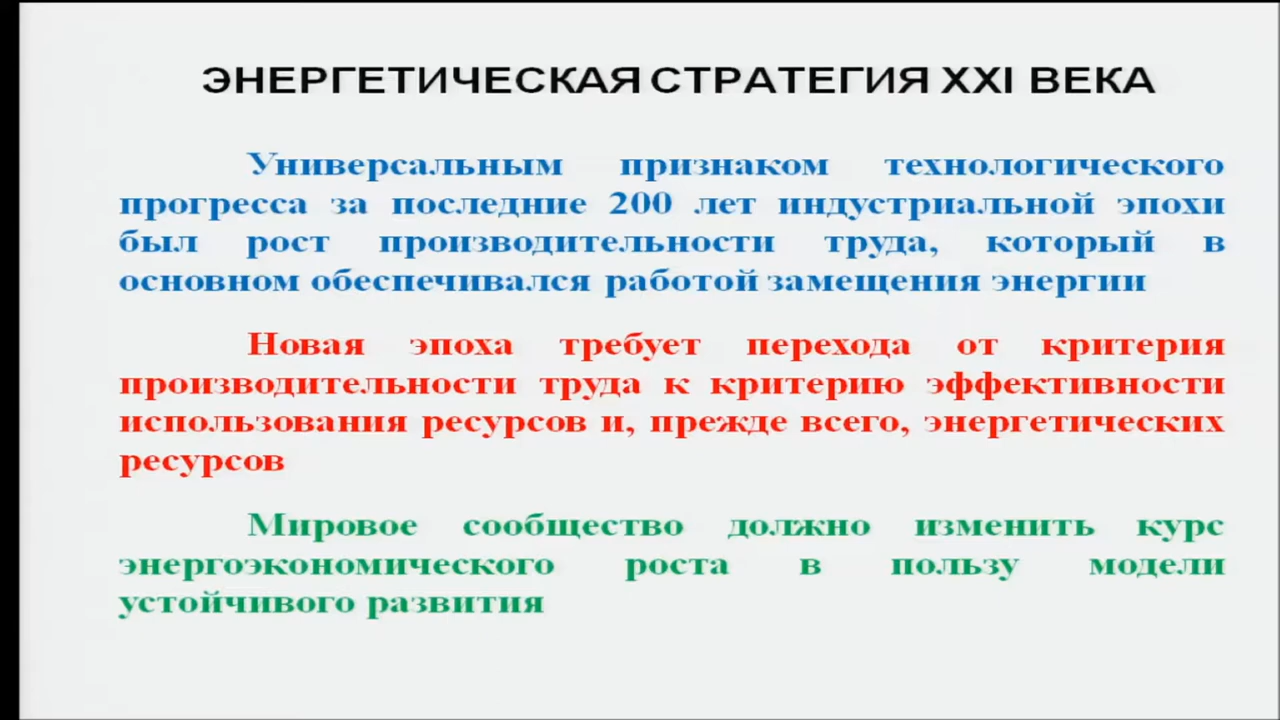 ЭНЕРГЕТИЧЕСКАЯ СТРАТЕГИЯ XXI ВЕКА
Универсальным признаком технологического
прогресса за последние 200 лет индустриальной эпохи
был рост производительности труда, который в
основном обеспечивался работой замещения энергии
Новая эпоха требует перехода от критерия
производительности труда к критерию эффективности
использования ресурсов и, прежде всего, энергетических
ресурсов
Мировое сообщество должно изменить курс
энергоэкономического роста в пользу модели
устойчивого развития